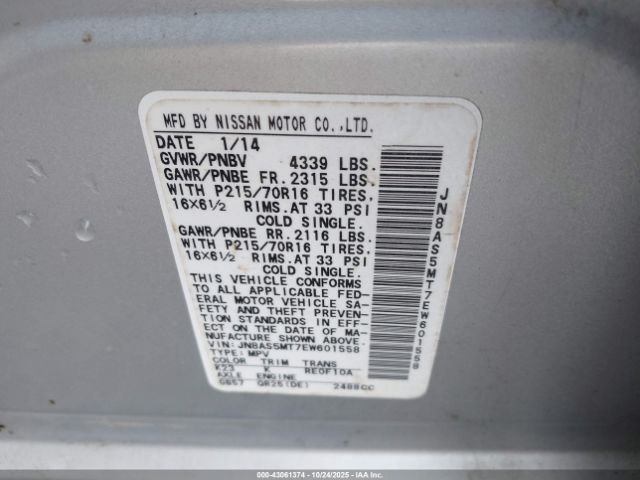 MFD BY NISSAN MOTOR CO.,LTD.
DATE 1/14
GVWR/PNBV 4339 LBS.
GAWR/PNBE FR. 2315 LBS.
WITH P215/70R16 TIRES,
16X6½ RIMS.AT 33 PSI
COLD SINGLE.
GAWR/PNBE RR. 2116 LBS.
WITH P215/70R16 TIRES,
16X6½ RIMS.AT 33 PSI
COLD SINGLE.
THIS VEHICLE CONFORMS
TO ALL APPLICABLE FED-
ERAL MOTOR VEHICLE SA-
FETY AND THEFT PREV-
ENTION STANDARDS IN EFF-
ECT ON THE DATE OF MA-
NUFACTURE SHOWN ABOVE.
VIN: JN8AS5MT7EW601558
TYPE: MPV
COLOR TRIM TRANS
K23 K RE0F10A
AXLE ENGINE
GB57 QR25(DE) 2488CC
JN8AS5MT7EW601558
000-43061374 - 10/24/2025 - IAA Corp.